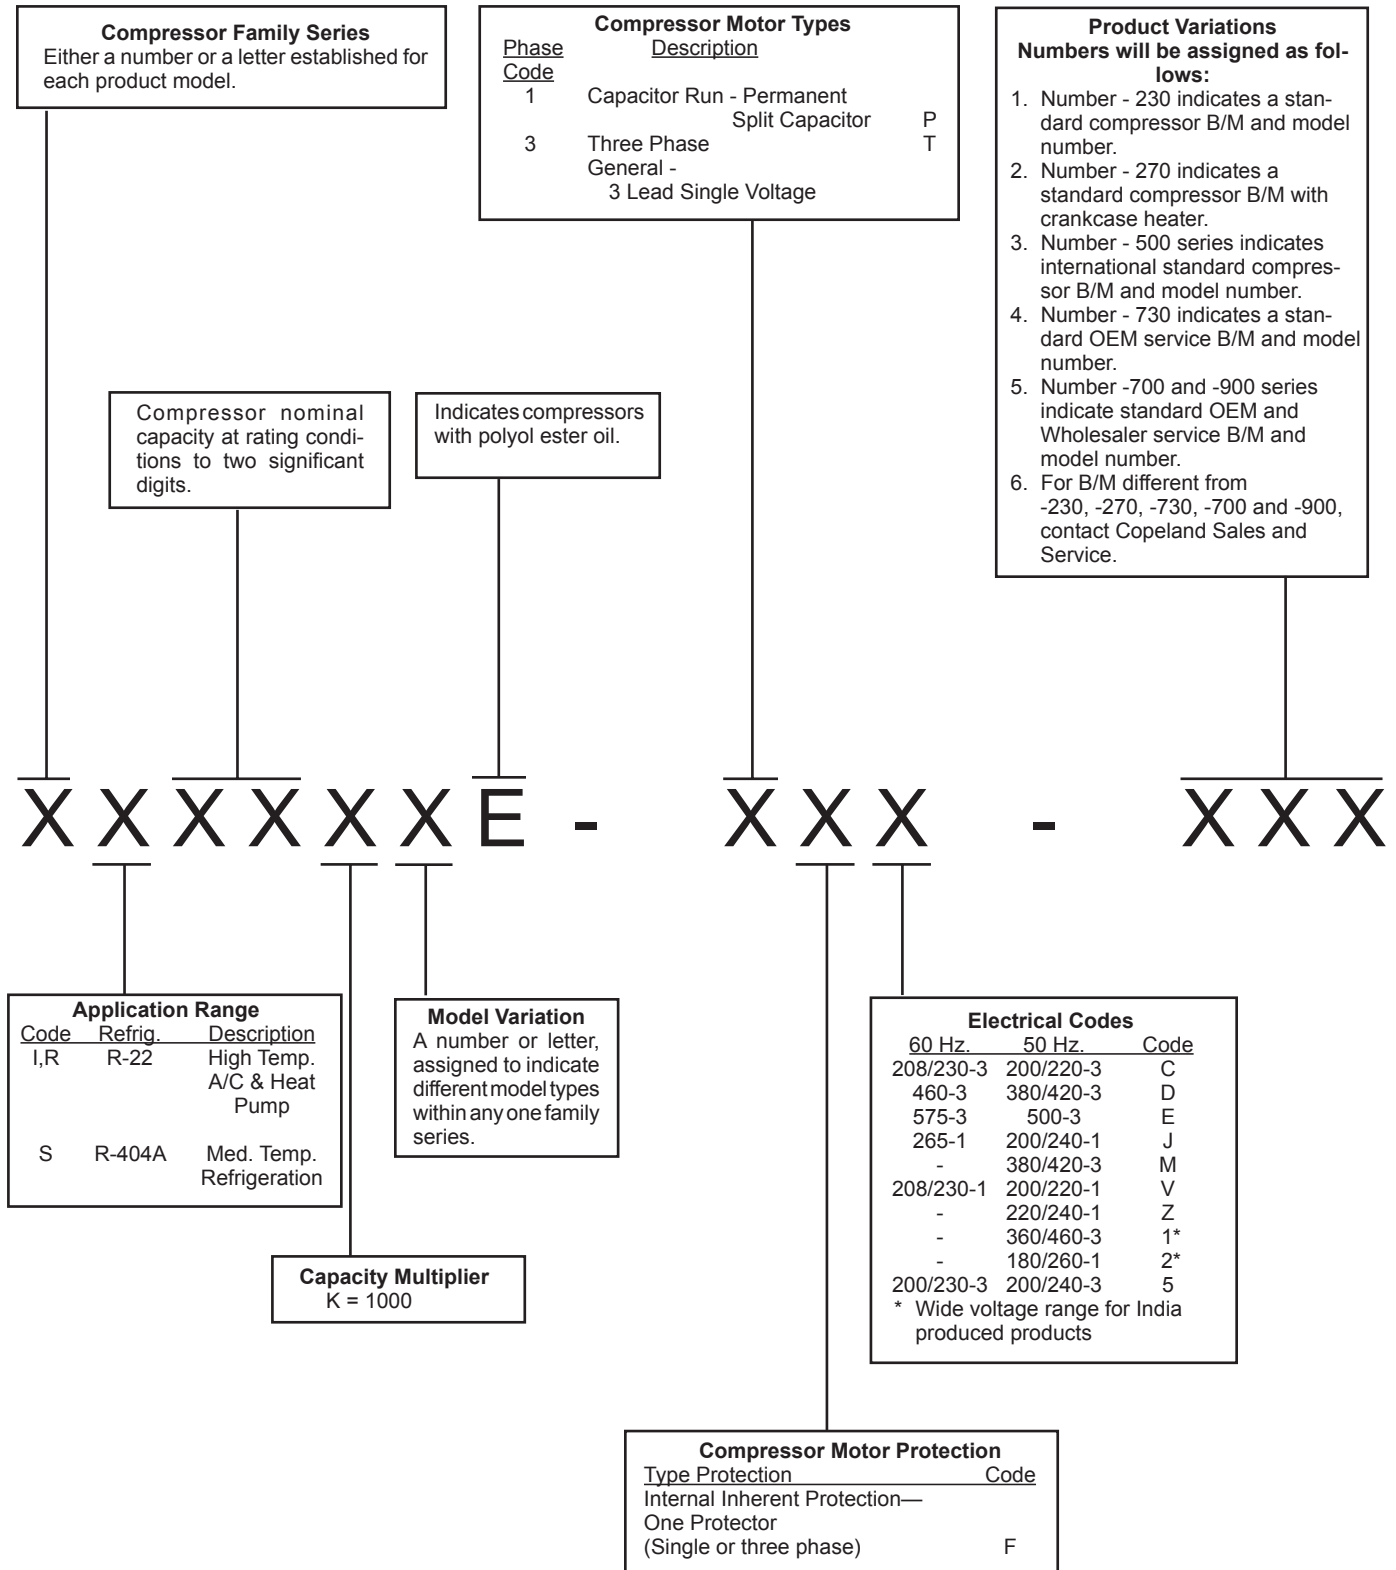 Compressor Family Series
Either a number or a letter established for
each product model.
Compressor Motor Types
Phase Description
Code
1 Capacitor Run - Permanent
Split Capacitor P
3 Three Phase T
General -
3 Lead Single Voltage
Product Variations
Numbers will be assigned as fol-
lows:
1. Number - 230 indicates a stan-
dard compressor B/M and model
number.
2. Number - 270 indicates a
standard compressor B/M with
crankcase heater.
3. Number - 500 series indicates
international standard compres-
sor B/M and model number.
4. Number - 730 indicates a stan-
dard OEM service B/M and model
number.
5. Number -700 and -900 series
indicate standard OEM and
Wholesaler service B/M and
model number.
6. For B/M different from
-230, -270, -730, -700 and -900,
contact Copeland Sales and
Service.
Compressor nominal
capacity at rating condi-
tions to two significant
digits.
Indicates compressors
with polyol ester oil.
X X X X X X E - X X X - X X X
Application Range
Code Refrig. Description
I,R R-22 High Temp.
A/C & Heat
Pump
S R-404A Med. Temp.
Refrigeration
Model Variation
A number or letter,
assigned to indicate
different model types
within any one family
series.
Electrical Codes
60 Hz. 50 Hz. Code
208/230-3 200/220-3 C
460-3 380/420-3 D
575-3 500-3 E
265-1 200/240-1 J
- 380/420-3 M
208/230-1 200/220-1 V
- 220/240-1 Z
- 360/460-3 1*
- 180/260-1 2*
200/230-3 200/240-3 5
* Wide voltage range for India
produced products
Capacity Multiplier
K = 1000
Compressor Motor Protection
Type Protection Code
Internal Inherent Protection—
One Protector
(Single or three phase) F